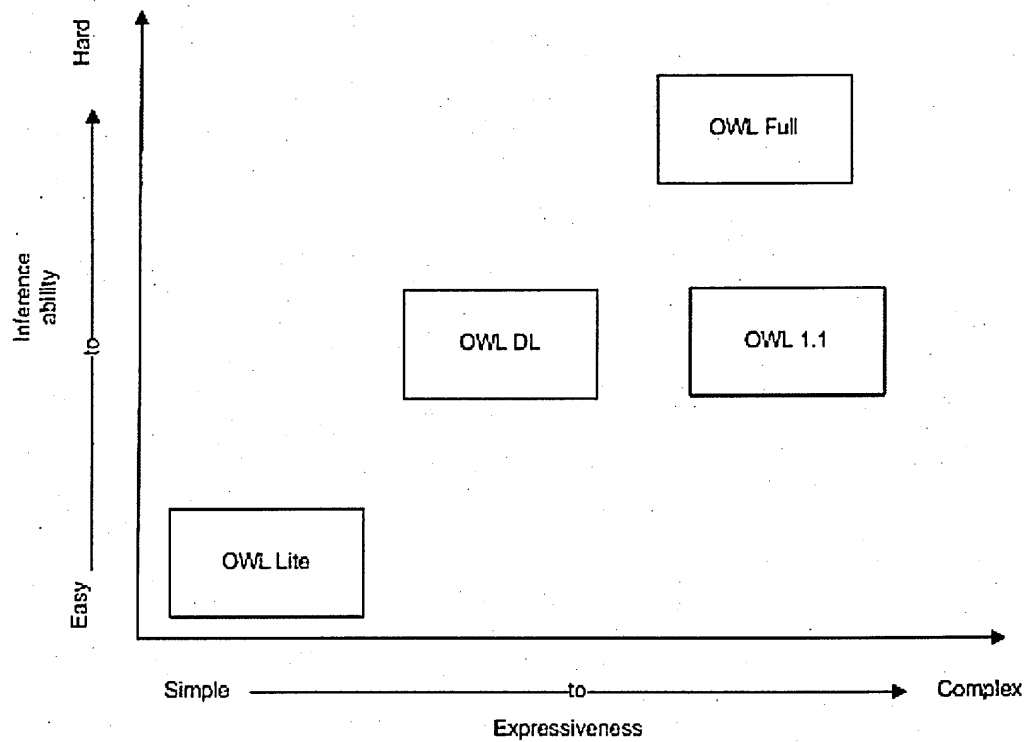 Hard
OWL Full
Inference
ability
to
OWL DL
OWL 1.1
OWL Lite
Easy
Simple
to
Complex
Expressiveness